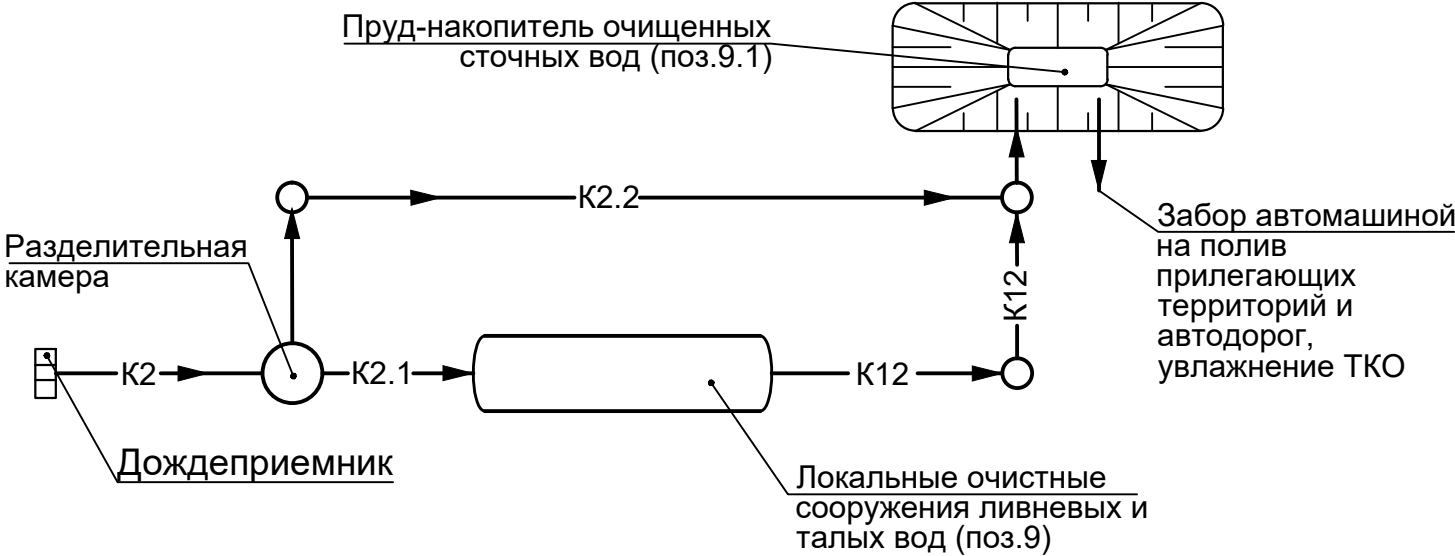 Пруд-накопитель очищенных
сточных вод (поз.9.1)
К2.2
Разделительная
камера
Забор автомашиной
на полив
прилегающих
территорий и
автодорог,
увлажнение ТКО
К12
К2
К2.1
К12
Дождеприемник
Локальные очистные
сооружения ливневых и
талых вод (поз.9)